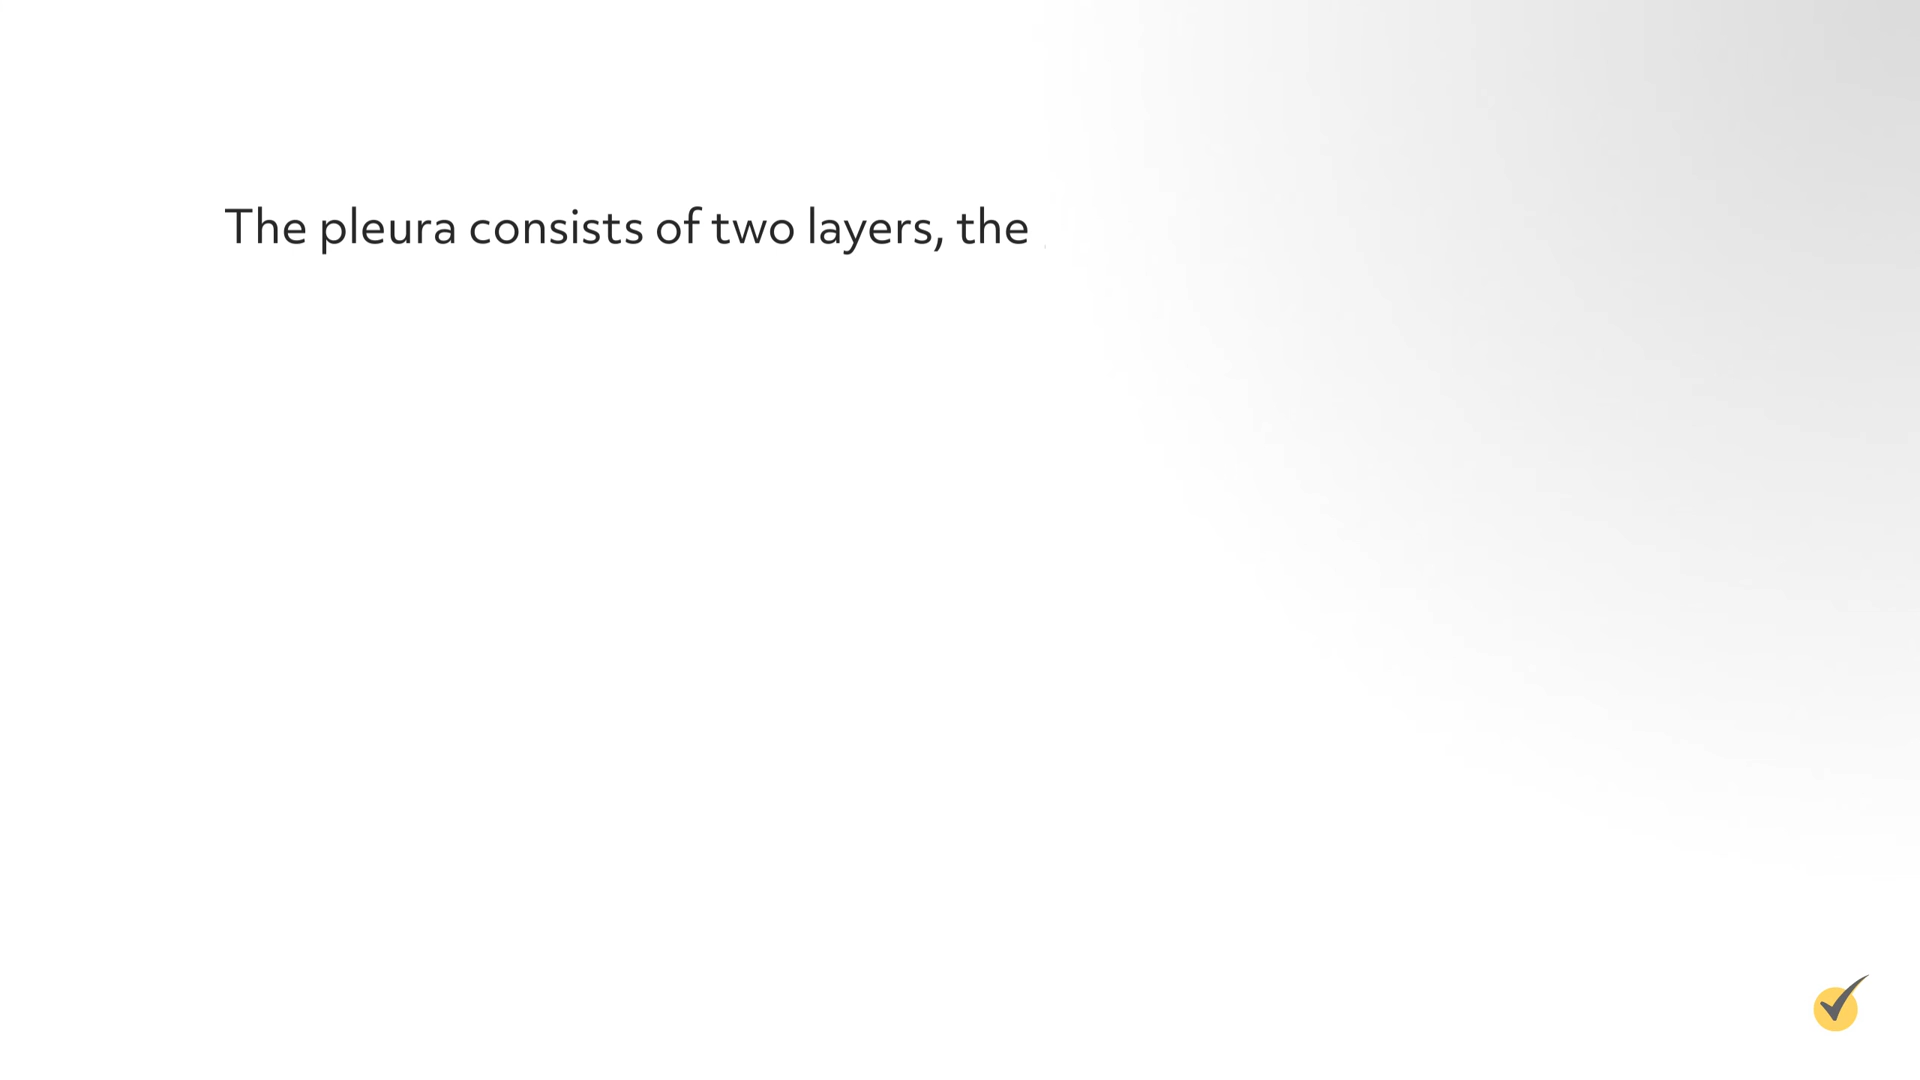 The pleura consists of two layers, the